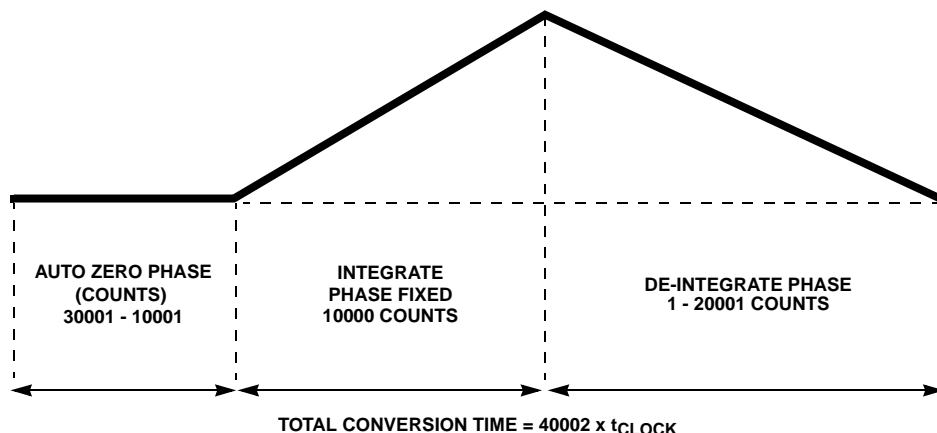 AUTO ZERO PHASE
(COUNTS)
30001 - 10001
INTEGRATE
PHASE FIXED
10000 COUNTS
DE-INTEGRATE PHASE
1 - 20001 COUNTS
TOTAL CONVERSION TIME = 40002 x tCLOCK